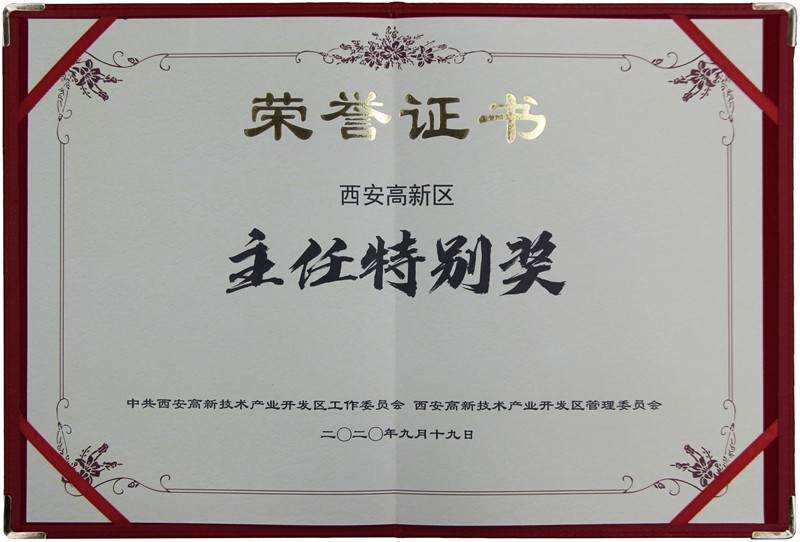 荣誉证书
西安高新区
主任特别奖
中共西安高新技术产业开发区工作委员会 西安高新技术产业开发区管理委员会
二〇二〇年九月十九日